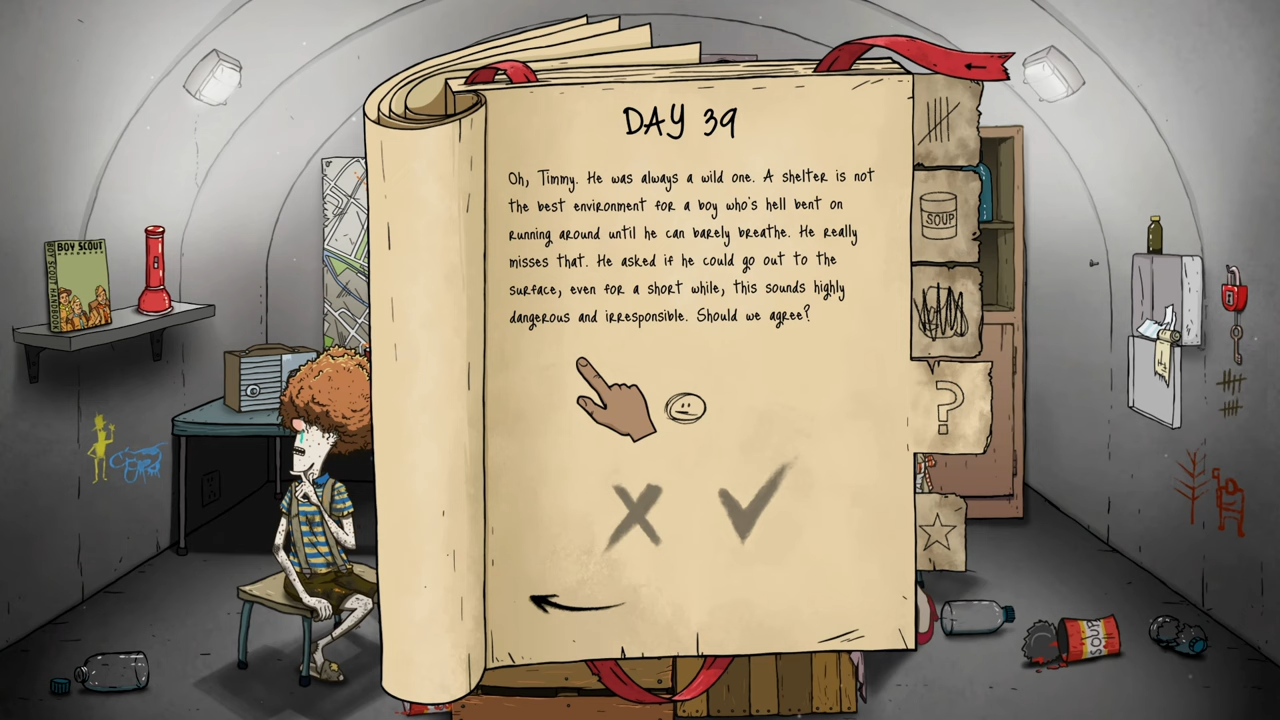 DAY 39
Oh, Timmy. He was always a wild one. A shelter is not
the best environment for a boy who's hell bent on
running around until he can barely breathe. He really
misses that. He asked if he could go out to the
surface, even for a short while, this sounds highly
dangerous and irresponsible. Should we agree?
SOUP
?
BOY SCOUT
BOY SCOUT HANDBOOK
SOUP